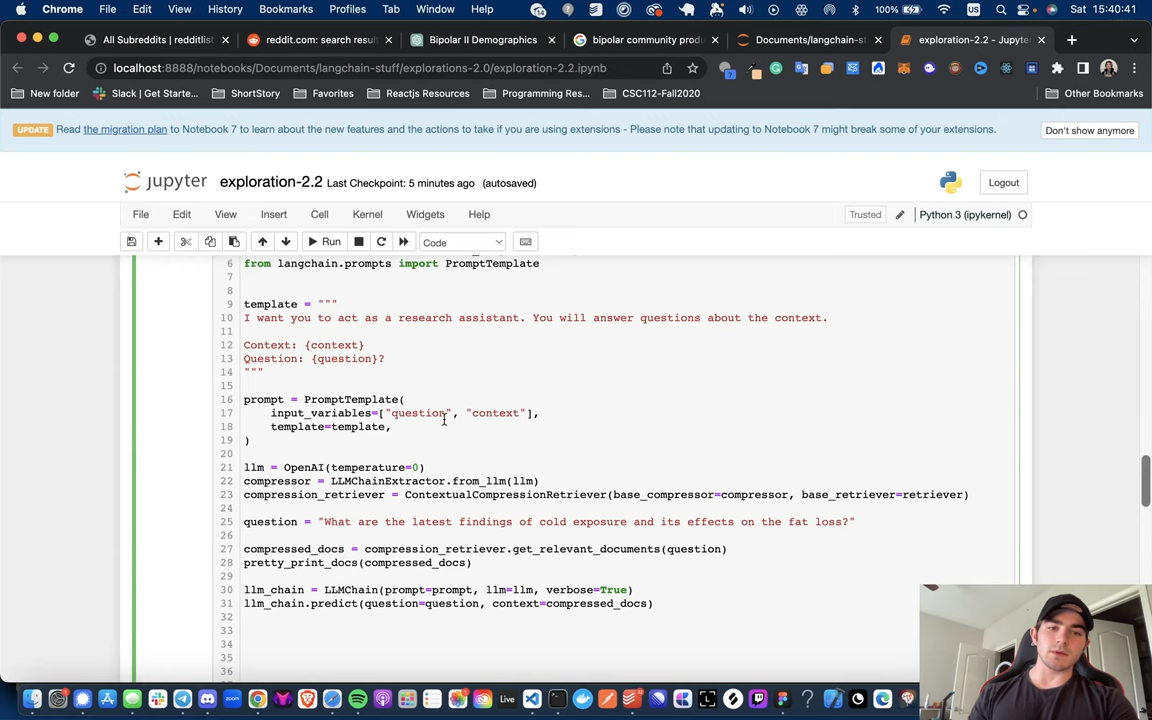 Chrome File Edit View History Bookmarks Profiles Tab Window Help 100% US Sat 15:40:41
All Subreddits | redditlist reddit.com: search resul Bipolar II Demographics bipolar community prod Documents/langchain-st exploration-2.2 - Jupyte
localhost:8888/notebooks/Documents/langchain-stuff/explorations-2.0/exploration-2.2.ipynb
New folder Slack | Get Starte... ShortStory Favorites Reactjs Resources Programming Res... CSC112-Fall2020 Other Bookmarks
UPDATE Read the migration plan to Notebook 7 to learn about the new features and the actions to take if you are using extensions - Please note that updating to Notebook 7 might break some of your extensions. Don't show anymore
jupyter exploration-2.2 Last Checkpoint: 5 minutes ago (autosaved) Logout
File Edit View Insert Cell Kernel Widgets Help Trusted Python 3 (ipykernel)
Run Code
6 from langchain.prompts import PromptTemplate
7
8
9 template = """
10 I want you to act as a research assistant. You will answer questions about the context.
11
12 Context: {context}
13 Question: {question}?
14 """
15
16 prompt = PromptTemplate(
17 input_variables=["question", "context"],
18 template=template,
19 )
20
21 llm = OpenAI(temperature=0)
22 compressor = LLMChainExtractor.from_llm(llm)
23 compression_retriever = ContextualCompressionRetriever(base_compressor=compressor, base_retriever=retriever)
24
25 question = "What are the latest findings of cold exposure and its effects on the fat loss?"
26
27 compressed_docs = compression_retriever.get_relevant_documents(question)
28 pretty_print_docs(compressed_docs)
29
30 llm_chain = LLMChain(prompt=prompt, llm=llm, verbose=True)
31 llm_chain.predict(question=question, context=compressed_docs)
32
33
34
35
36
zoom Live